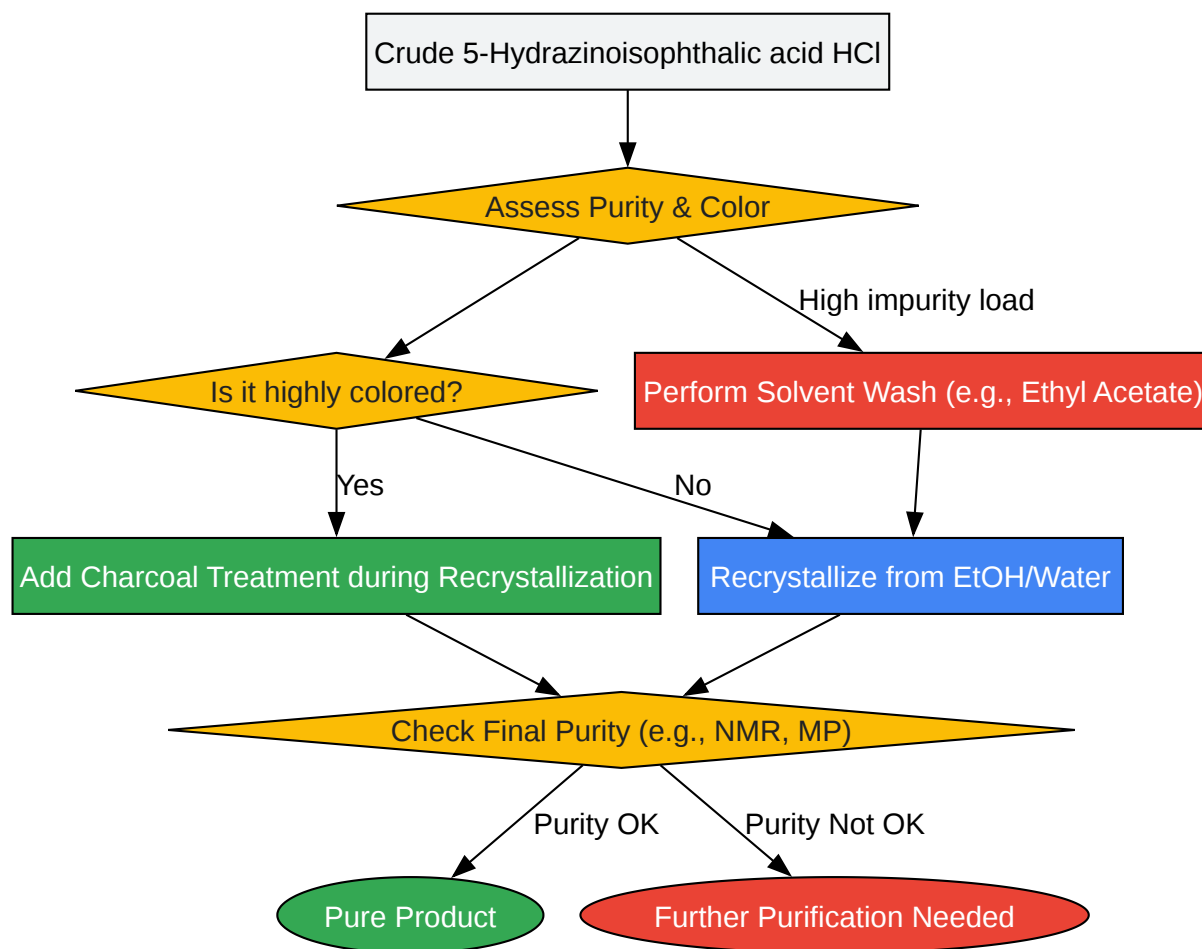 Crude 5-Hydrazinoisophthalic acid HCl
Assess Purity & Color
High impurity load
Is it highly colored?
Perform Solvent Wash (e.g., Ethyl Acetate)
Yes
No
Add Charcoal Treatment during Recrystallization
Recrystallize from EtOH/Water
Check Final Purity (e.g., NMR, MP)
Purity OK
Purity Not OK
Pure Product
Further Purification Needed